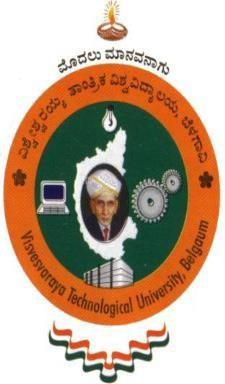 ಮೊದಲು ಮಾನವನಾಗು
ವಿಶ್ವೇಶ್ವರಯ್ಯ ತಾಂತ್ರಿಕ ವಿಶ್ವವಿದ್ಯಾಲಯ, ಬೆಳಗಾವಿ
Visvesvaraya Technological University, Belgaum